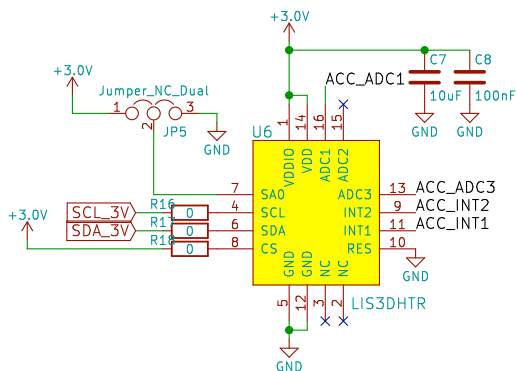 +3.0V
C7
C8
10uF
100nF
GND
GND
+3.0V
Jumper_NC_Dual
1
2
3
JP5
GND
ACC_ADC1
U6
1
14
16
15
VDDIO
VDD
ADC1
ADC2
7
SA0
ADC3
13
ACC_ADC3
SCL_3V
R16
0
4
SCL
INT2
9
ACC_INT2
SDA_3V
R17
0
6
SDA
INT1
11
ACC_INT1
+3.0V
R18
0
8
CS
RES
10
GND
GND
GND
NC
NC
5
12
3
2
LIS3DHTR
GND